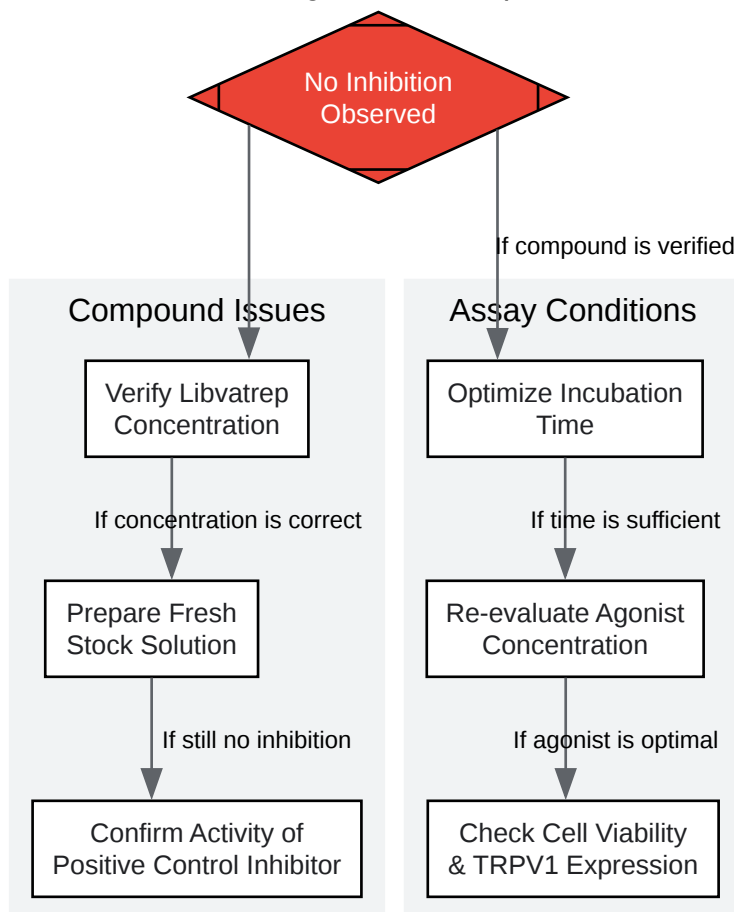 No Inhibition
Observed
If compound is verified
Compound Issues
Assay Conditions
Verify Libvatrep
Concentration
Optimize Incubation
Time
If concentration is correct
If time is sufficient
Prepare Fresh
Stock Solution
Re-evaluate Agonist
Concentration
If still no inhibition
If agonist is optimal
Confirm Activity of
Positive Control Inhibitor
Check Cell Viability
& TRPV1 Expression